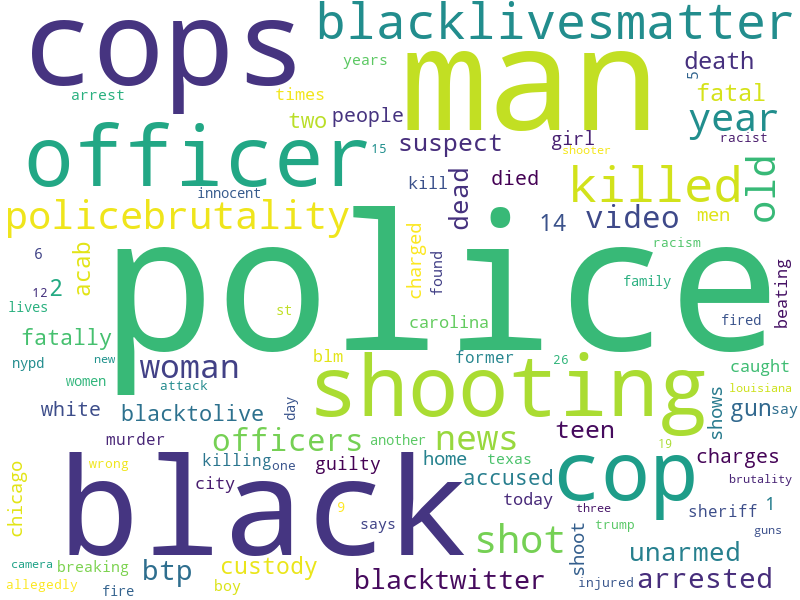 cops
blacklivesmatter
man
years
death
5
arrest
times
fatal
people
two
year
officer
15
suspect
girl
racist
shooter
old
innocent
kill
dead
died
killed
policebrutality
14
video
men
6
acab
charged
found
racism
beating
police
12
2
family
lives
st
carolina
fired
fatally
nypd
new
woman
blm
former
26
caught
women
attack
shooting
louisiana
white
blacktolive
day
shows
gun
say
murder
officers
another
news
teen
19
chicago
wrong
black
killing
one
guilty
home
texas
accused
cop
charges
city
brutality
9
says
today
three
trump
sheriff
1
guns
shot
shoot
unarmed
camera
breaking
btp
custody
allegedly
fire
boy
blacktwitter
injured
arrested